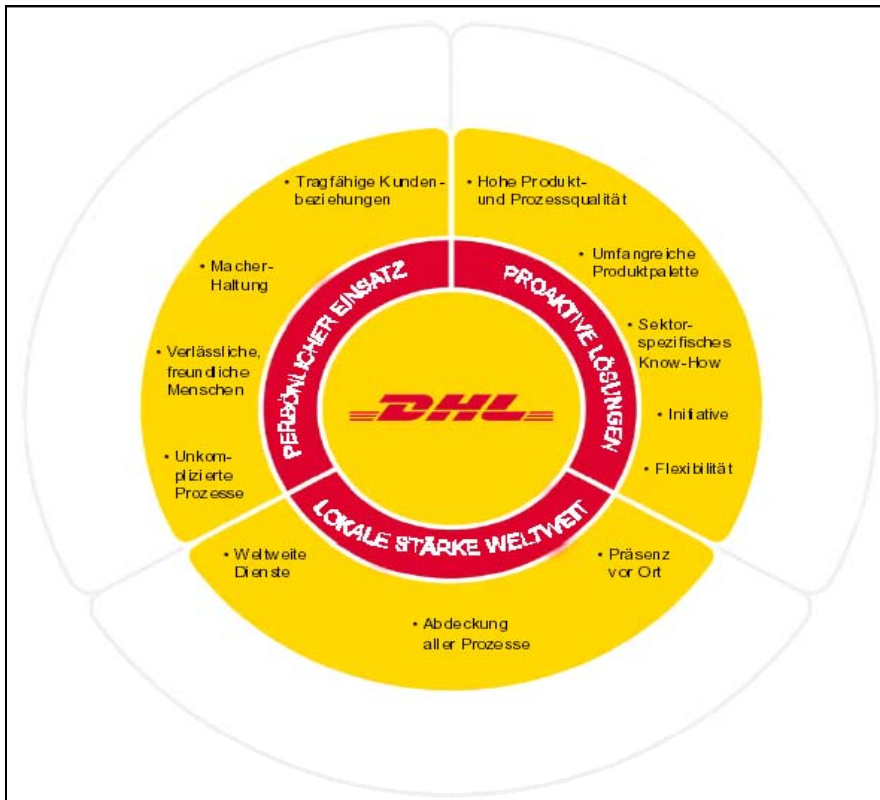 • Tragfähige Kunden-
beziehungen
• Macher-
Haltung
• Verlässliche,
freundliche
Menschen
• Unkom-
plizierte
Prozesse
PERSÖNLICHER EINSATZ
• Hohe Produkt-
und Prozessqualität
• Umfangreiche
Produktpalette
• Sektor-
spezifisches
Know-How
• Initiative
• Flexibilität
PROAKTIVE LÖSUNGEN
DHL
LOKALE STÄRKE WELTWEIT
• Weltweite
Dienste
• Abdeckung
aller Prozesse
• Präsenz
vor Ort